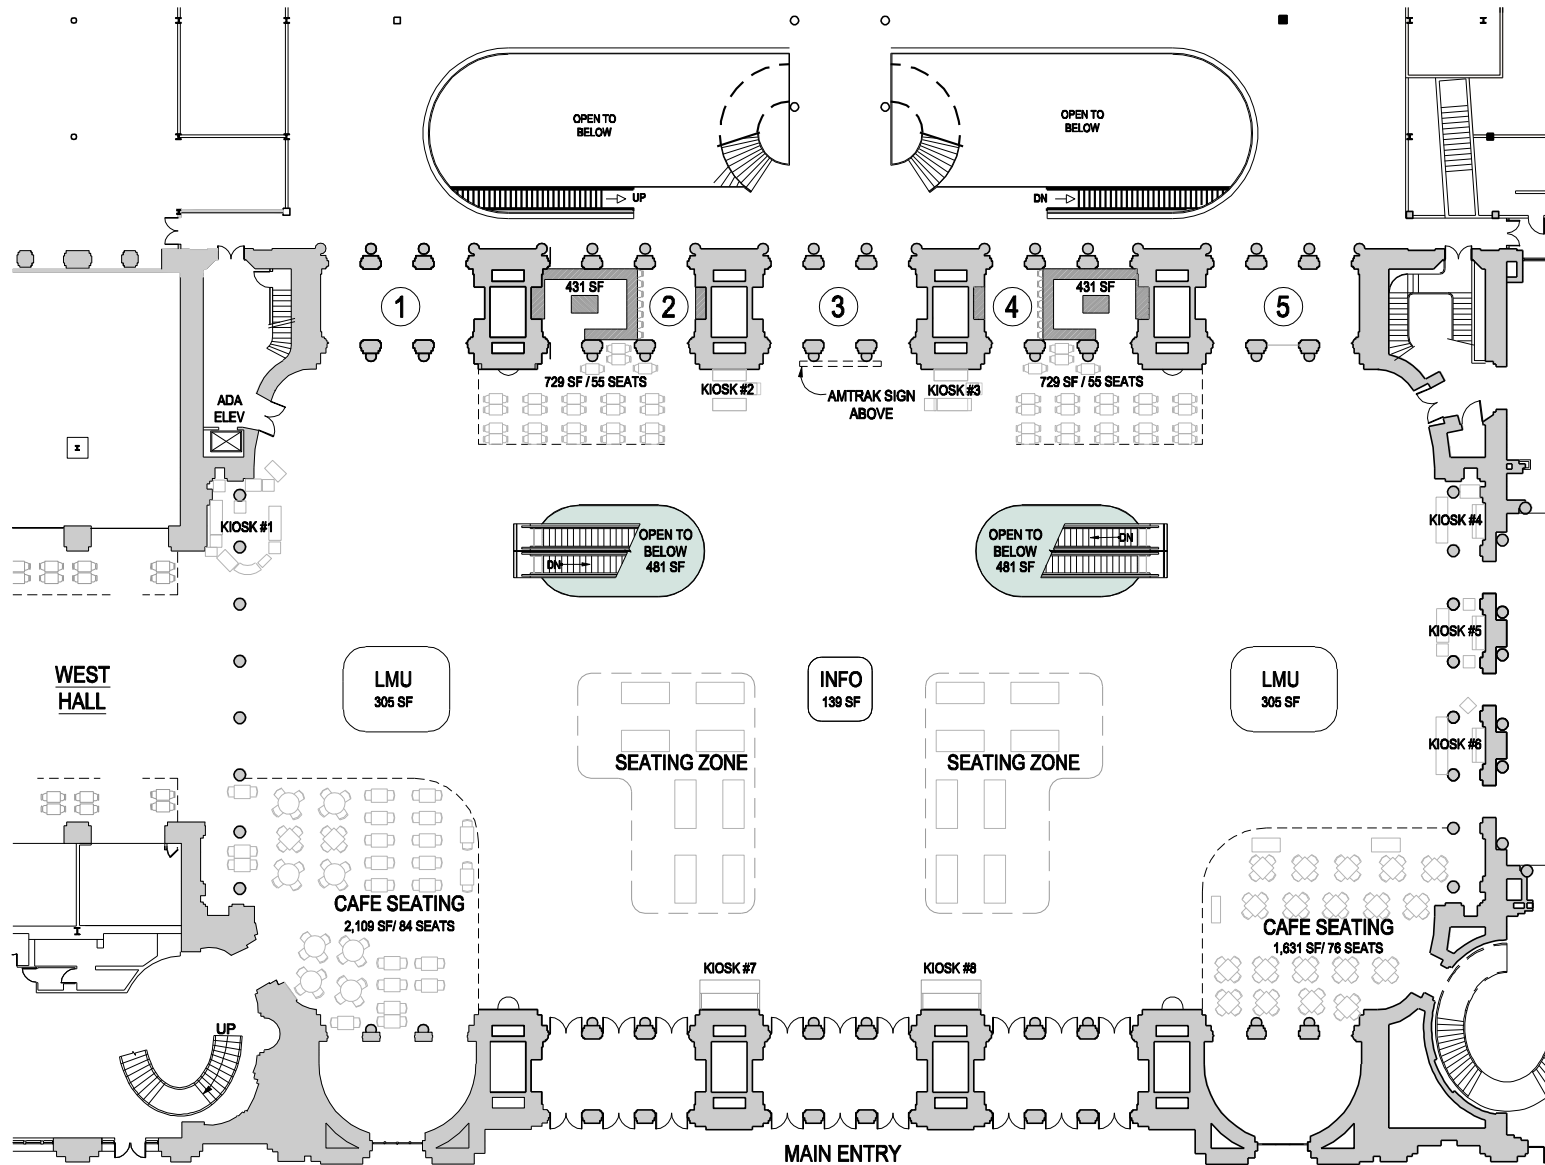 OPEN TO
BELOW
OPEN TO
BELOW
UP
DN
431 SF
431 SF
1
2
3
4
5
729 SF / 55 SEATS
KIOSK #2
AMTRAK SIGN
ABOVE
KIOSK #3
729 SF / 55 SEATS
ADA
ELEV
KIOSK #1
OPEN TO
BELOW
481 SF
DN
OPEN TO
BELOW
481 SF
DN
KIOSK #4
KIOSK #5
KIOSK #6
WEST
HALL
LMU
305 SF
INFO
139 SF
LMU
305 SF
SEATING ZONE
SEATING ZONE
CAFE SEATING
2,109 SF/ 84 SEATS
CAFE SEATING
1,631 SF/ 76 SEATS
KIOSK #7
KIOSK #8
UP
MAIN ENTRY